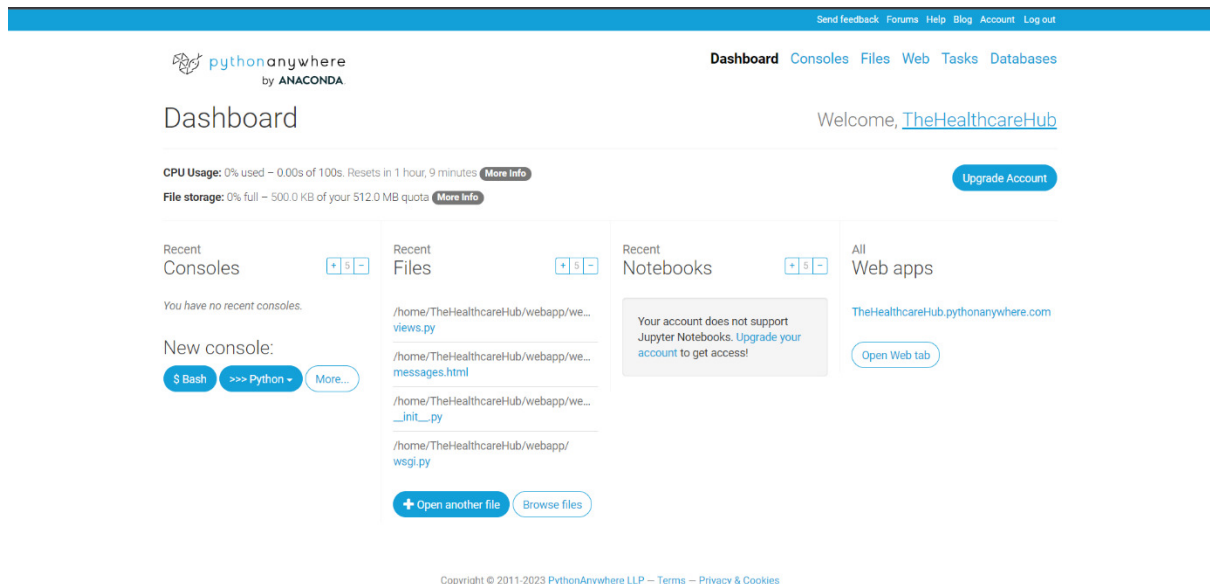 Send feedback Forums Help Blog Account Log out
pythonanywhere
by ANACONDA.
Dashboard Consoles Files Web Tasks Databases
Dashboard
Welcome, TheHealthcareHub
CPU Usage: 0% used – 0.00s of 100s. Resets in 1 hour, 9 minutes More Info
Upgrade Account
File storage: 0% full – 500.0 KB of your 512.0 MB quota More Info
Recent
Consoles
+ 5 −
You have no recent consoles.
New console:
$ Bash >>> Python More...
Recent
Files
+ 5 −
/home/TheHealthcareHub/webapp/we...
views.py
/home/TheHealthcareHub/webapp/we...
messages.html
/home/TheHealthcareHub/webapp/we...
__init__.py
/home/TheHealthcareHub/webapp/
wsgi.py
+ Open another file Browse files
Recent
Notebooks
+ 5 −
Your account does not support
Jupyter Notebooks. Upgrade your
account to get access!
All
Web apps
TheHealthcareHub.pythonanywhere.com
Open Web tab
Copyright © 2011-2023 PythonAnywhere LLP — Terms — Privacy & Cookies